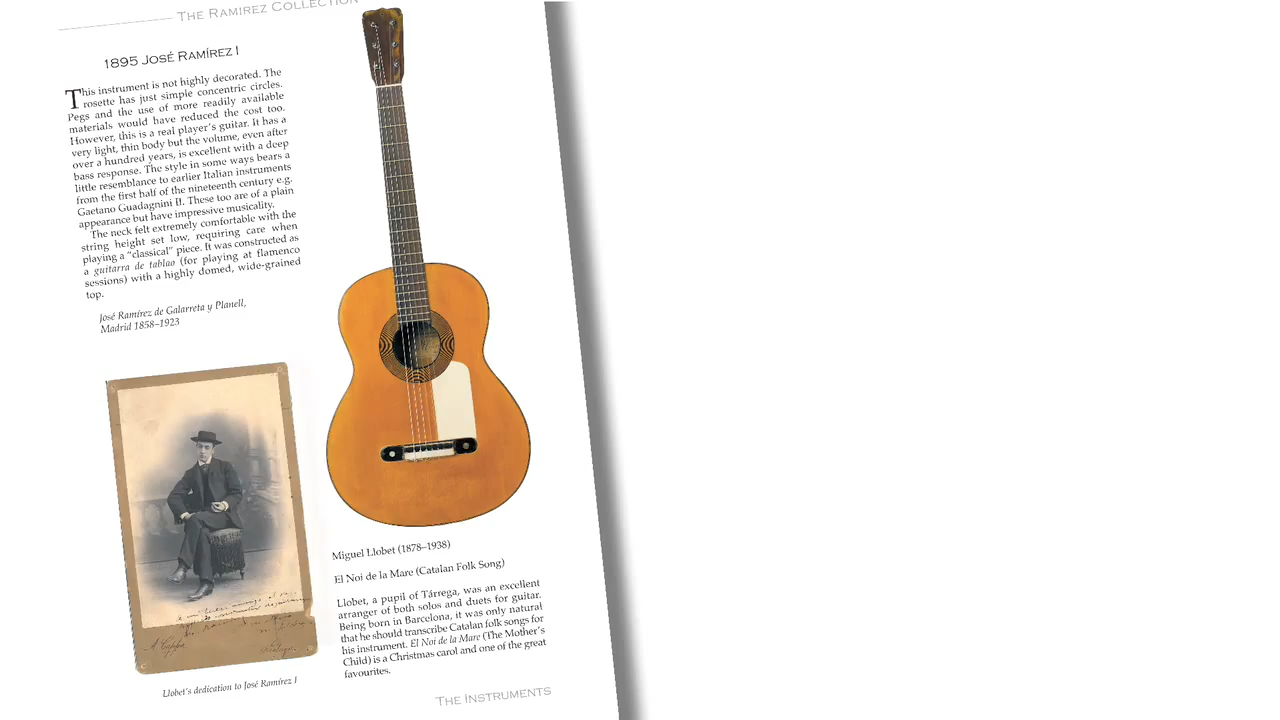 THE RAMIREZ COLLECTION
1895 JOSÉ RAMÍREZ I
This instrument is not highly decorated. The
rosette has just simple concentric circles.
Pegs and the use of more readily available
materials would have reduced the cost too.
However, this is a real player's guitar. It has a
very light, thin body but the volume, even after
over a hundred years, is excellent with a deep
bass response. The style in some ways bears a
little resemblance to earlier Italian instruments
from the first half of the nineteenth century e.g.
Gaetano Guadagnini II. These too are of a plain
appearance but have impressive musicality.
The neck felt extremely comfortable with the
string height set low, requiring care when
playing a "classical" piece. It was constructed as
a guitarra de tablao (for playing at flamenco
sessions) with a highly domed, wide-grained
top.
José Ramírez de Galarreta y Planell,
Madrid 1858–1923
Llobet's dedication to José Ramírez I
Miguel Llobet (1878–1938)
El Noi de la Mare (Catalan Folk Song)
Llobet, a pupil of Tárrega, was an excellent
arranger of both solos and duets for guitar.
Being born in Barcelona, it was only natural
that he should transcribe Catalan folk songs for
his instrument. El Noi de la Mare (The Mother's
Child) is a Christmas carol and one of the great
favourites.
THE INSTRUMENTS